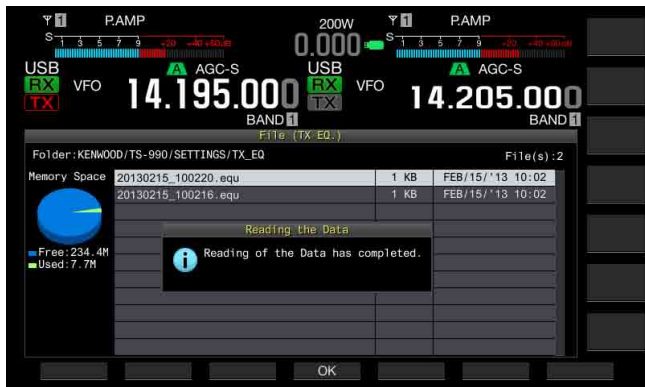 1 P.AMP 200W 1 P.AMP
S 1 3 5 7 9 +20 +40 +60dB 0.000 S 1 3 5 7 9 +20 +40 +60dB
USB A AGC-S USB A AGC-S
RX VFO 14.195.000 RX VFO 14.205.000
TX TX
BAND 1 BAND 1
File (TX EQ.)
Folder:KENWOOD/TS-990/SETTINGS/TX_EQ File(s):2
Memory Space 20130215_100220.equ 1 KB FEB/15/'13 10:02
20130215_100216.equ 1 KB FEB/15/'13 10:02
Reading the Data
Reading of the Data has completed.
Free:234.4M
Used:7.7M
OK